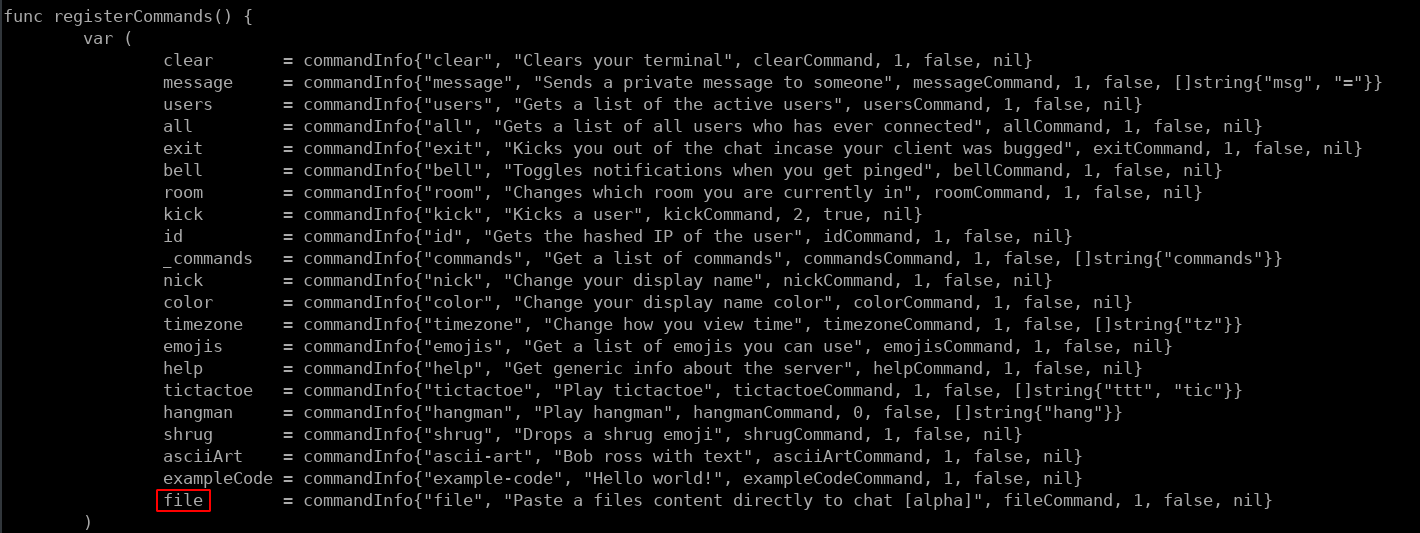 func registerCommands() {
        var (
                clear       = commandInfo{"clear", "Clears your terminal", clearCommand, 1, false, nil}
                message     = commandInfo{"message", "Sends a private message to someone", messageCommand, 1, false, []string{"msg", "="}}
                users       = commandInfo{"users", "Gets a list of the active users", usersCommand, 1, false, nil}
                all         = commandInfo{"all", "Gets a list of all users who has ever connected", allCommand, 1, false, nil}
                exit        = commandInfo{"exit", "Kicks you out of the chat incase your client was bugged", exitCommand, 1, false, nil}
                bell        = commandInfo{"bell", "Toggles notifications when you get pinged", bellCommand, 1, false, nil}
                room        = commandInfo{"room", "Changes which room you are currently in", roomCommand, 1, false, nil}
                kick        = commandInfo{"kick", "Kicks a user", kickCommand, 2, true, nil}
                id          = commandInfo{"id", "Gets the hashed IP of the user", idCommand, 1, false, nil}
                _commands   = commandInfo{"commands", "Get a list of commands", commandsCommand, 1, false, []string{"commands"}}
                nick        = commandInfo{"nick", "Change your display name", nickCommand, 1, false, nil}
                color       = commandInfo{"color", "Change your display name color", colorCommand, 1, false, nil}
                timezone    = commandInfo{"timezone", "Change how you view time", timezoneCommand, 1, false, []string{"tz"}}
                emojis      = commandInfo{"emojis", "Get a list of emojis you can use", emojisCommand, 1, false, nil}
                help        = commandInfo{"help", "Get generic info about the server", helpCommand, 1, false, nil}
                tictactoe   = commandInfo{"tictactoe", "Play tictactoe", tictactoeCommand, 1, false, []string{"ttt", "tic"}}
                hangman     = commandInfo{"hangman", "Play hangman", hangmanCommand, 0, false, []string{"hang"}}
                shrug       = commandInfo{"shrug", "Drops a shrug emoji", shrugCommand, 1, false, nil}
                asciiArt    = commandInfo{"ascii-art", "Bob ross with text", asciiArtCommand, 1, false, nil}
                exampleCode = commandInfo{"example-code", "Hello world!", exampleCodeCommand, 1, false, nil}
                file        = commandInfo{"file", "Paste a files content directly to chat [alpha]", fileCommand, 1, false, nil}
        )